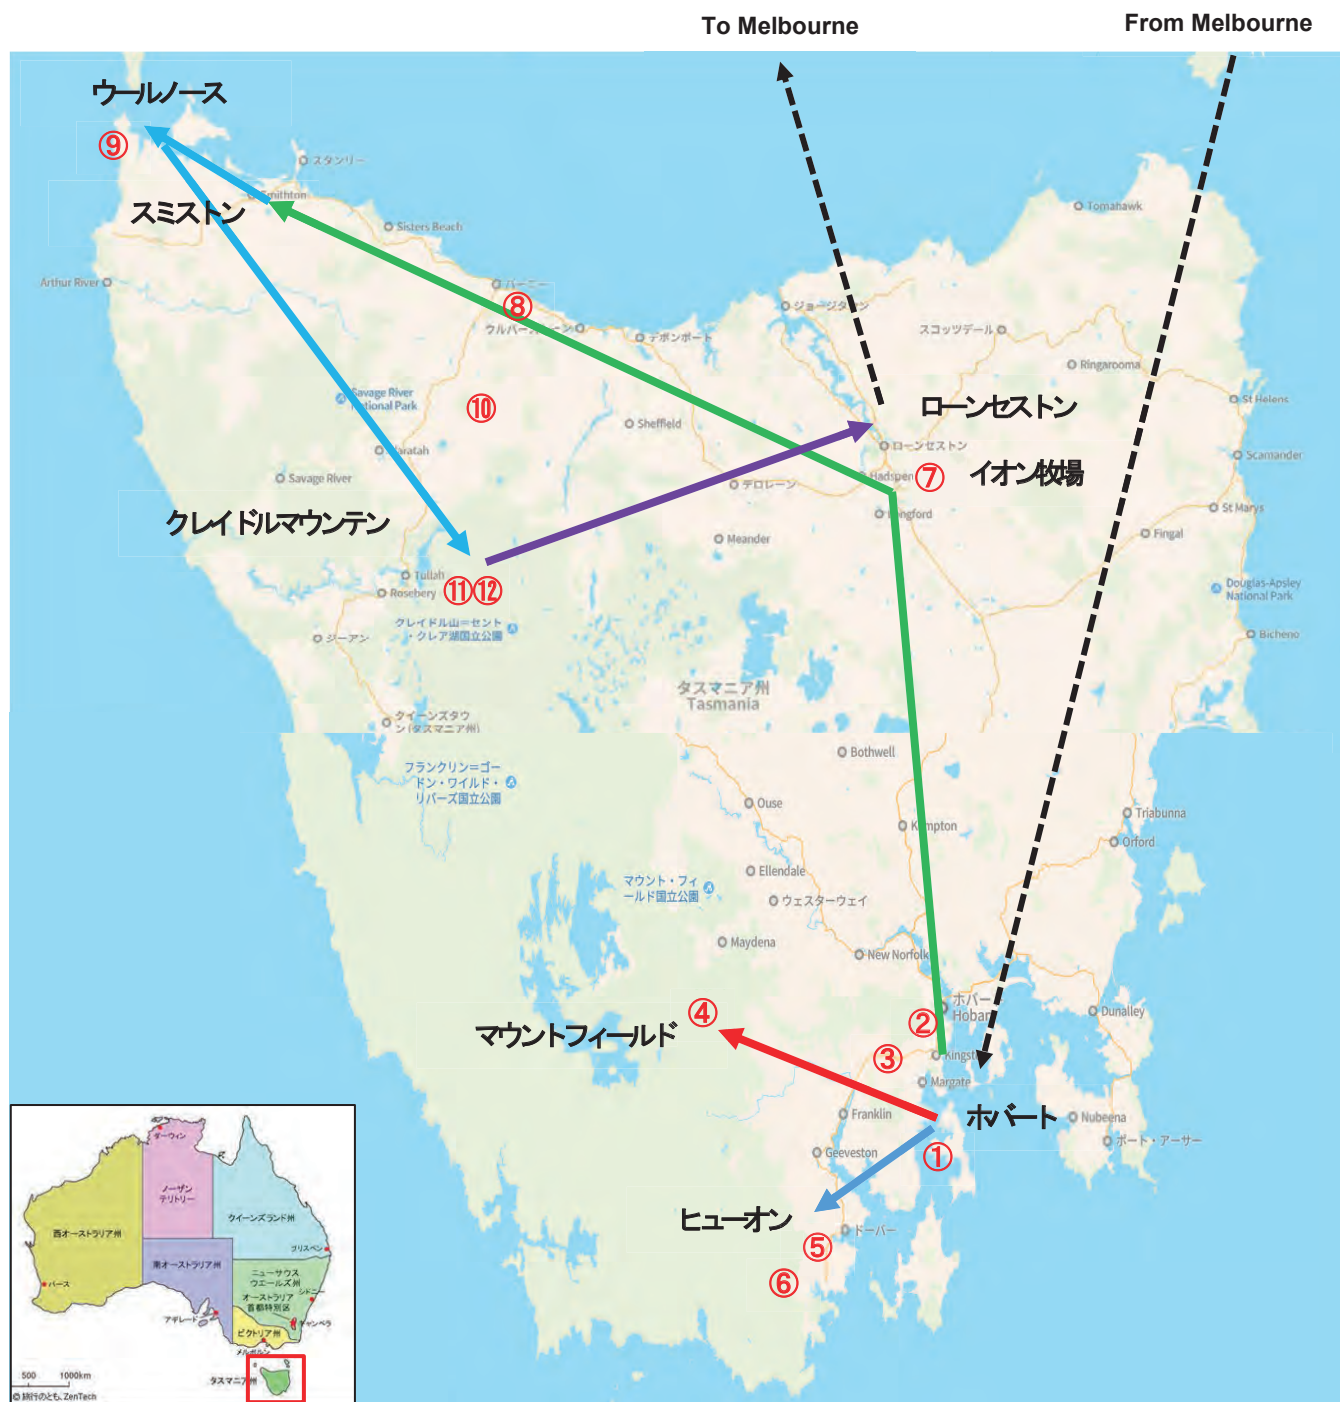 To Melbourne
From Melbourne
ウールノース
⑨
スタンリー
スミストン
Smithton
Sisters Beach
Tomahawk
Arthur River
バーニー
⑧
ウルバーストーン
デボンポート
ジョージタウン
スコッツデール
Ringarooma
Savage River
National Park
⑩
Sheffield
ローンセストン
St Helens
ローンセストン
Waratah
Scamander
Savage River
デロレーン
Hadspen
⑦
イオン牧場
Longford
St Marys
クレイドルマウンテン
Meander
Fingal
Tullah
Rosebery
⑪⑫
Douglas-Apsley
National Park
クレイドル山=セント
・クレア湖国立公園
ジーアン
Bicheno
タスマニア州
Tasmania
クイーンズタウ
ン(タスマニア州)
Bothwell
フランクリン=ゴー
ドン・ワイルド・
リバーズ国立公園
Ouse
Kempton
Triabunna
Orford
Ellendale
マウント・フィ
ールド国立公園
ウェスターウェイ
Maydena
New Norfolk
④
マウントフィールド
②
ホバート
Hobart
Dunalley
③
Kingston
Margate
Franklin
ホバート
Nubeena
ポート・アーサー
Geeveston
①
ヒューオン
ドーバー
⑤
⑥
ダーウィン
ノーザン
テリトリー
クイーンズランド州
西オーストラリア州
ブリスベン
南オーストラリア州
ニューサウス
ウエールズ州
シドニー
パース
オーストラリア
首都特別区
アデレード
キャンベラ
ビクトリア州
メルボルン
タスマニア州
500 1000km
© 旅行のとも、ZenTech